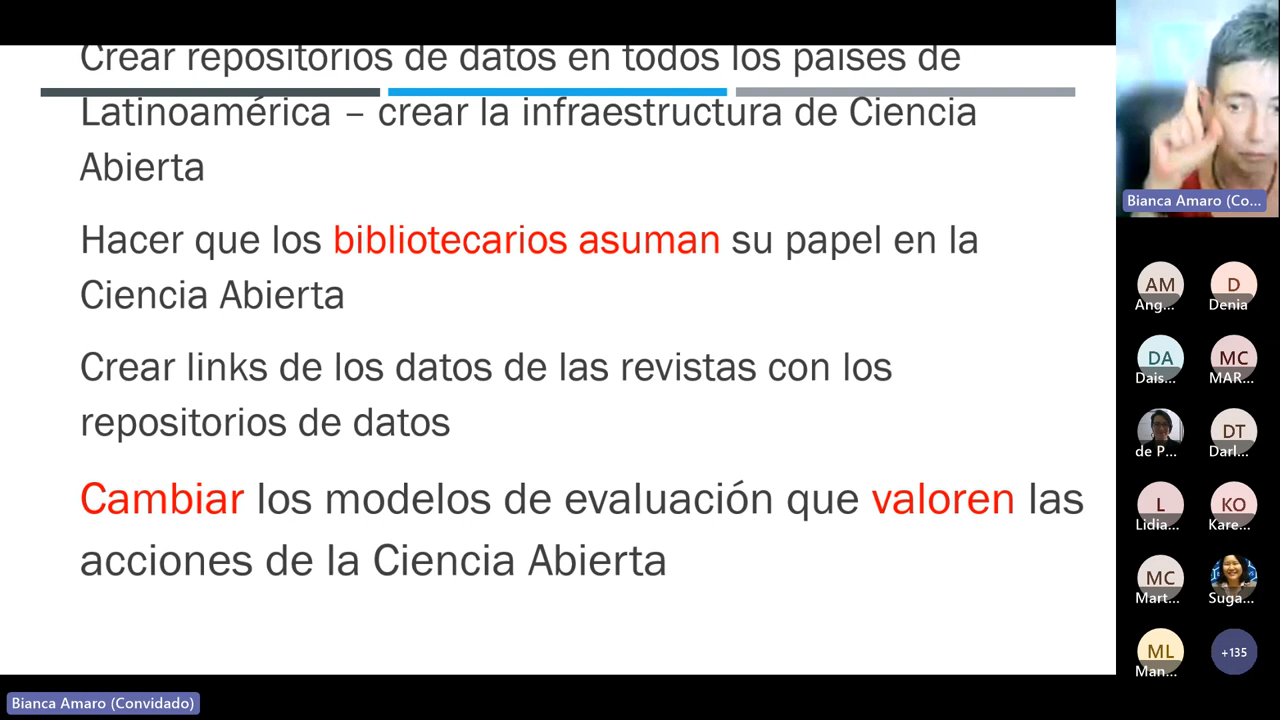 Crear repositorios de datos en todos los países de
Latinoamérica – crear la infraestructura de Ciencia
Abierta
Hacer que los bibliotecarios asuman su papel en la
Ciencia Abierta
Crear links de los datos de las revistas con los
repositorios de datos
Cambiar los modelos de evaluación que valoren las
acciones de la Ciencia Abierta
Bianca Amaro (Convidado)
Bianca Amaro (Co...
AM
Ang...
D
Denia
DA
Dais...
MC
MAR...
de P...
DT
Darl...
L
Lidia...
KO
Kare...
MC
Mart...
Suga...
ML
Man...
+135